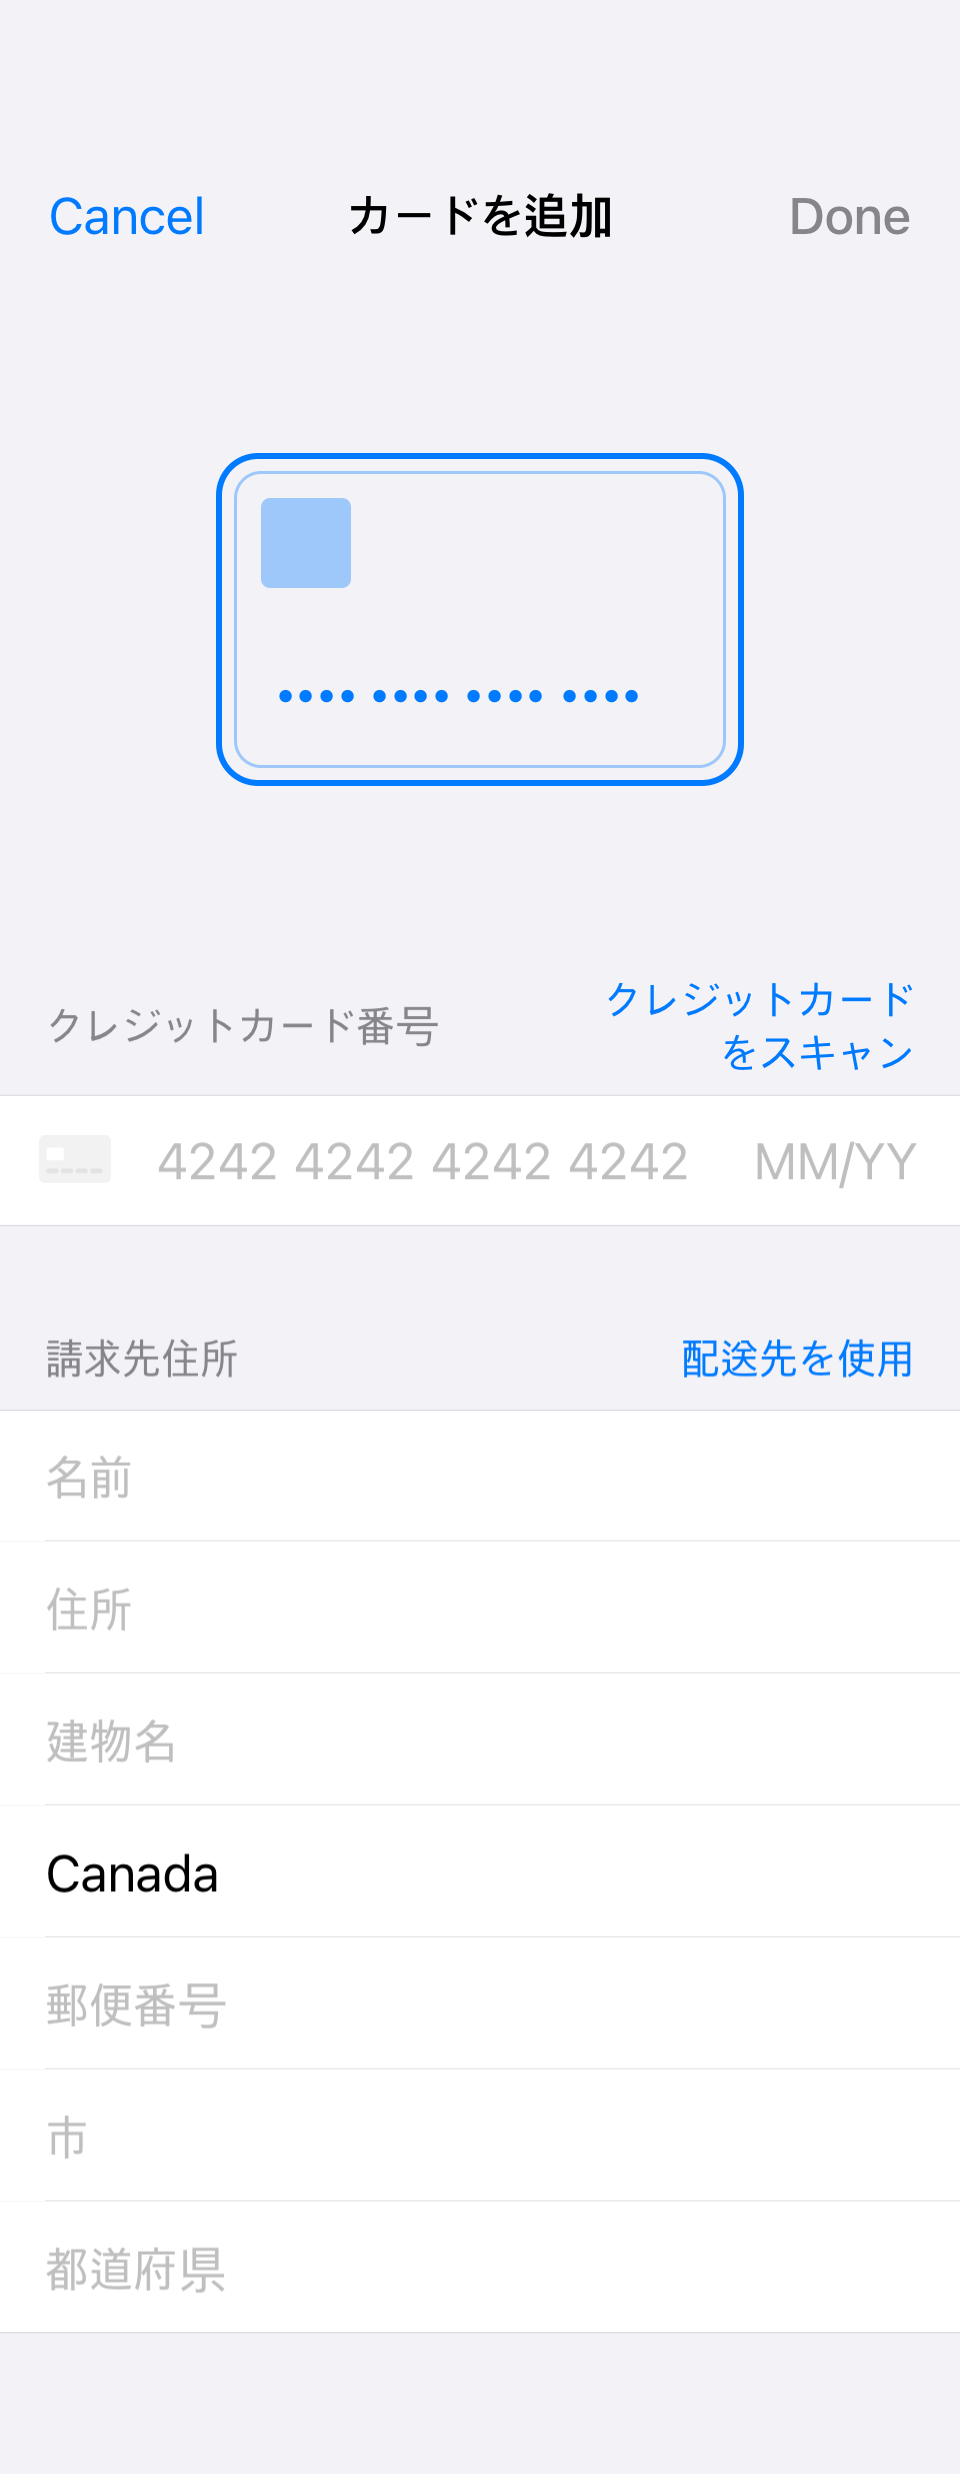 Cancel カードを追加 Done
クレジットカード番号
クレジットカード
をスキャン
4242 4242 4242 4242 MM/YY
請求先住所 配送先を使用
名前
住所
建物名
Canada
郵便番号
市
都道府県